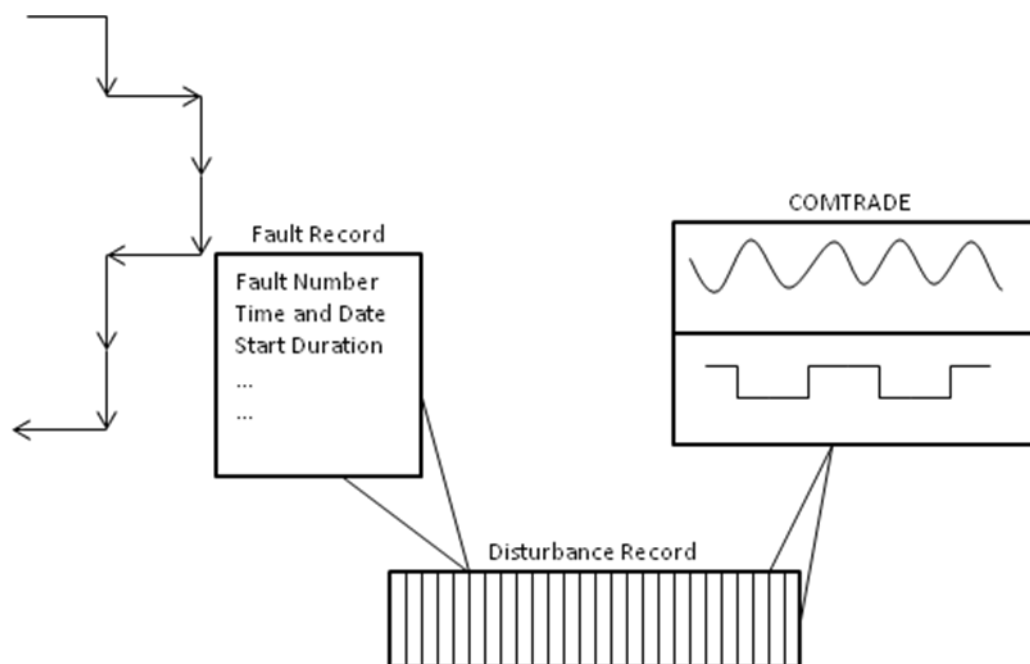 COMTRADE
Fault Record
Fault Number
Time and Date
Start Duration
...
...
Disturbance Record